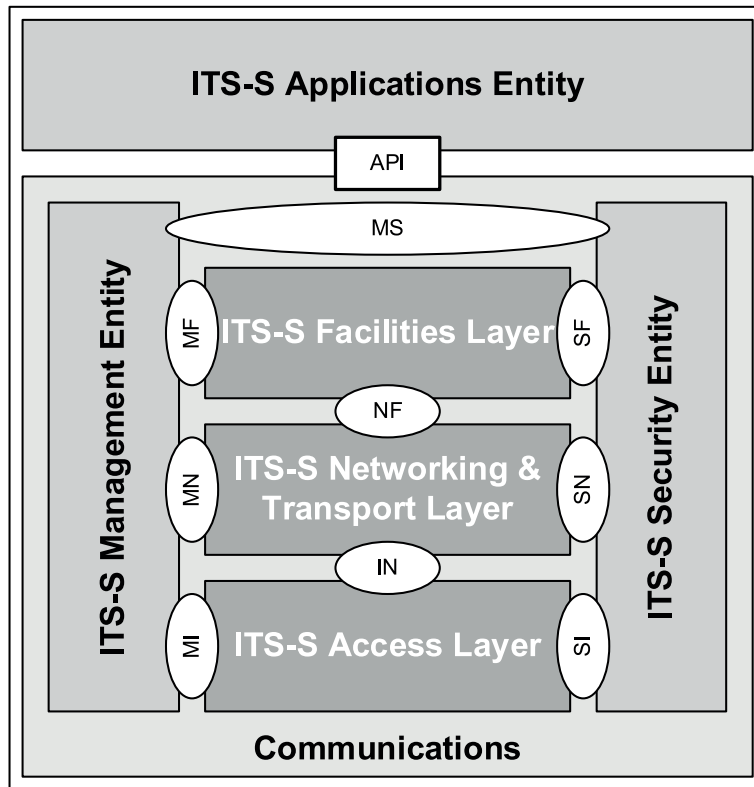 ITS-S Applications Entity
API
MS
ITS-S Management Entity
MF
ITS-S Facilities Layer
SF
ITS-S Security Entity
NF
MN
ITS-S Networking &
Transport Layer
SN
IN
MI
ITS-S Access Layer
SI
Communications